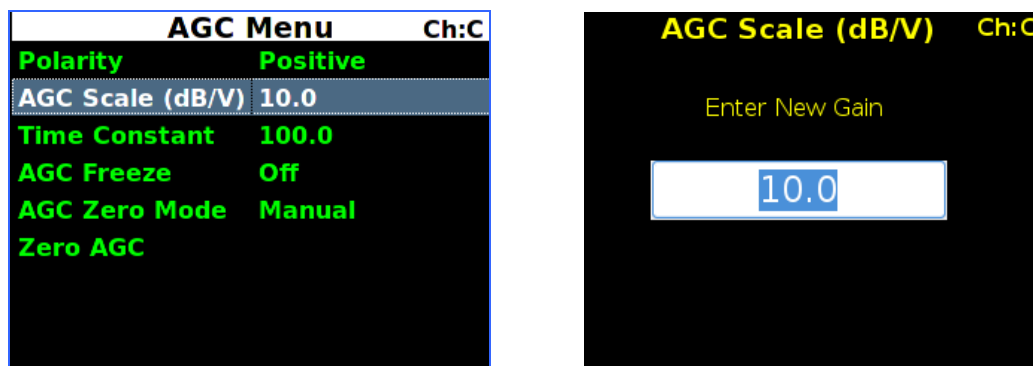 AGC Menu Ch:C
Polarity Positive
AGC Scale (dB/V) 10.0
Time Constant 100.0
AGC Freeze Off
AGC Zero Mode Manual
Zero AGC
AGC Scale (dB/V) Ch:C
Enter New Gain
10.0